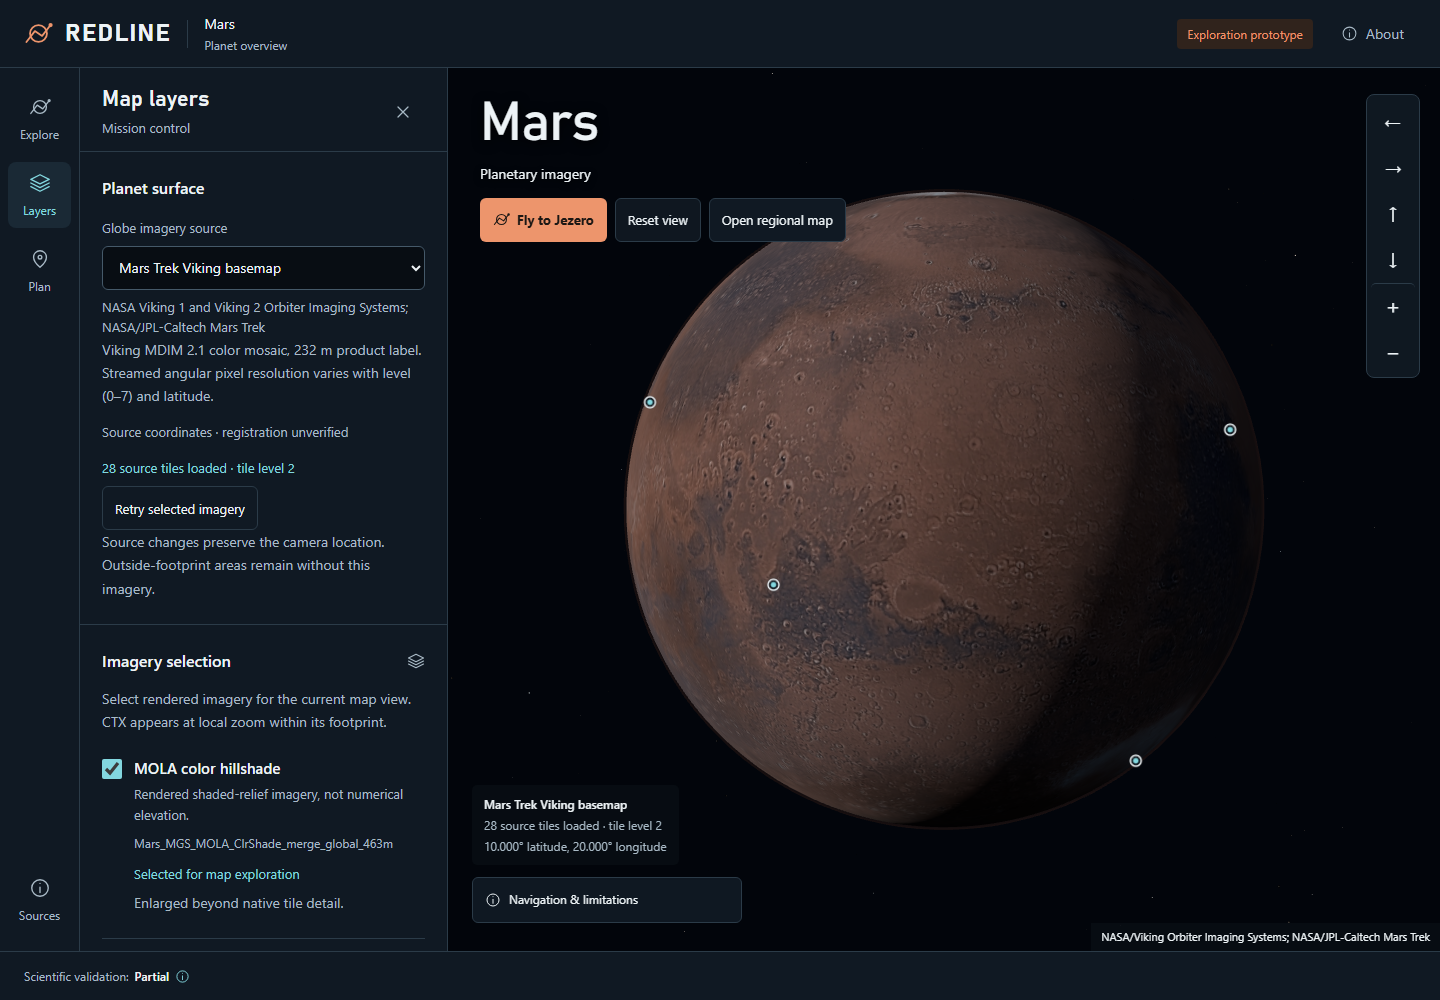 REDLINE
Mars
Planet overview
Exploration prototype
About
Explore
Layers
Plan
Sources
Map layers
Mission control
Planet surface
Globe imagery source
Mars Trek Viking basemap
NASA Viking 1 and Viking 2 Orbiter Imaging Systems;
NASA/JPL-Caltech Mars Trek
Viking MDIM 2.1 color mosaic, 232 m product label.
Streamed angular pixel resolution varies with level
(0–7) and latitude.
Source coordinates · registration unverified
28 source tiles loaded · tile level 2
Retry selected imagery
Source changes preserve the camera location.
Outside-footprint areas remain without this
imagery.
Imagery selection
Select rendered imagery for the current map view.
CTX appears at local zoom within its footprint.
MOLA color hillshade
Rendered shaded-relief imagery, not numerical
elevation.
Mars_MGS_MOLA_ClrShade_merge_global_463m
Selected for map exploration
Enlarged beyond native tile detail.
Mars
Planetary imagery
Fly to Jezero
Reset view
Open regional map
Mars Trek Viking basemap
28 source tiles loaded · tile level 2
10.000° latitude, 20.000° longitude
Navigation & limitations
NASA/Viking Orbiter Imaging Systems; NASA/JPL-Caltech Mars Trek
Scientific validation: Partial